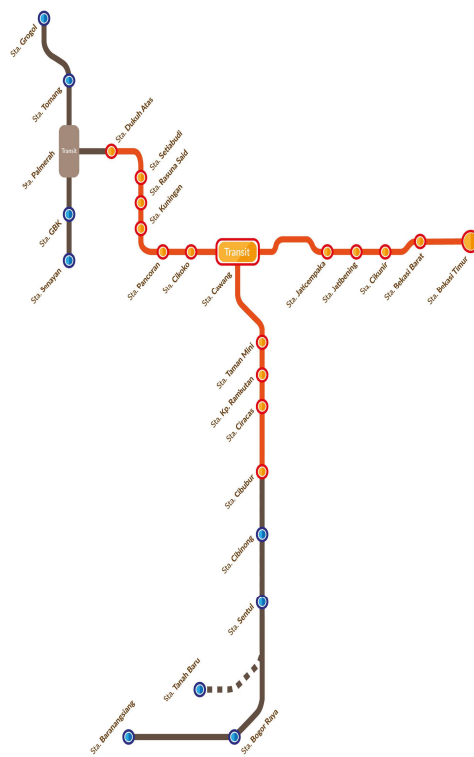 Sta. Grogol
Sta. Tomang
Sta. Dukuh Atas
Transit
Sta. Palmerah
Sta. Setiabudi
Sta. Rasuna Said
Sta. Kuningan
Sta. GBK
Sta. Senayan
Sta. Pancoran
Sta. Cikoko
Transit
Sta. Cawang
Sta. Jaticempaka
Sta. Jatibening
Sta. Cikunir
Sta. Bekasi Barat
Sta. Bekasi Timur
Sta. Taman Mini
Sta. Kp. Rambutan
Sta. Ciracas
Sta. Cibubur
Sta. Cibinong
Sta. Sentul
Sta. Tanah Baru
Sta. Baranangsiang
Sta. Bogor Raya